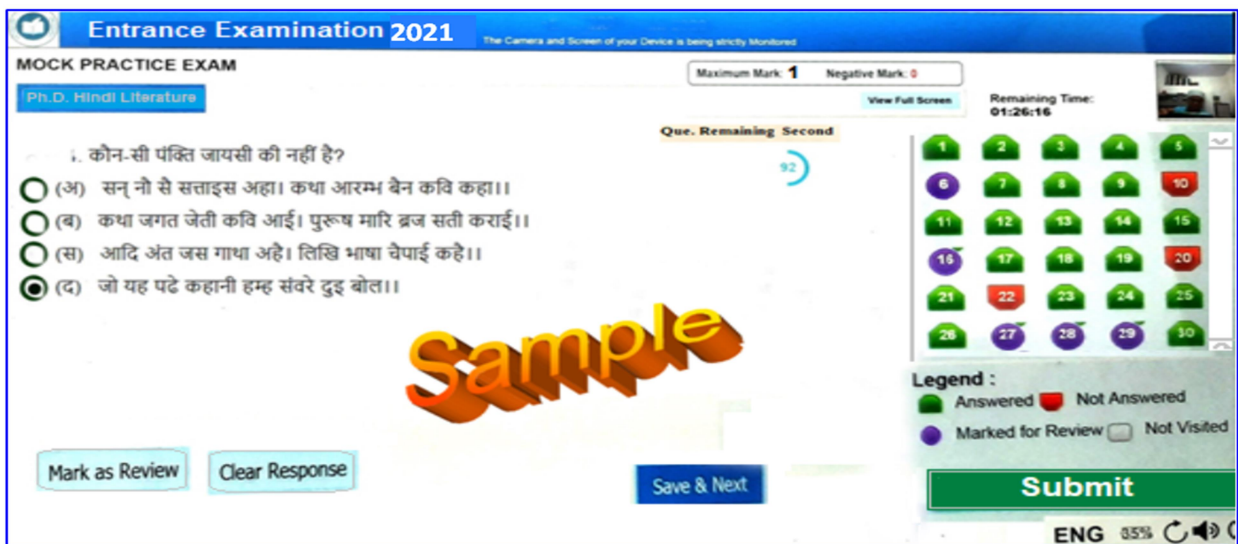 Entrance Examination 2021
The Camera and Screen of your Device is being strictly Monitored
MOCK PRACTICE EXAM
Maximum Mark: 1 Negative Mark: 0
Ph.D. Hindi Literature
View Full Screen
Remaining Time:
01:26:16
Que. Remaining Second
92
कौन-सी पंक्ति जायसी की नहीं है?
(अ) सन् नौ सै सत्ताइस अहा। कथा आरम्भ बैन कवि कहा।।
(ब) कथा जगत जेती कवि आई। पुरूष मारि ब्रज सती कराई।।
(स) आदि अंत जस गाथा अहै। लिखि भाषा चैपाई कहै।।
(द) जो यह पढे कहानी हम्ह संवरे दुइ बोल।।
1 2 3 4 5
6 7 8 9 10
11 12 13 14 15
16 17 18 19 20
21 22 23 24 25
26 27 28 29 30
Sample
Legend :
Answered Not Answered
Marked for Review Not Visited
Mark as Review Clear Response Save & Next
Submit
ENG